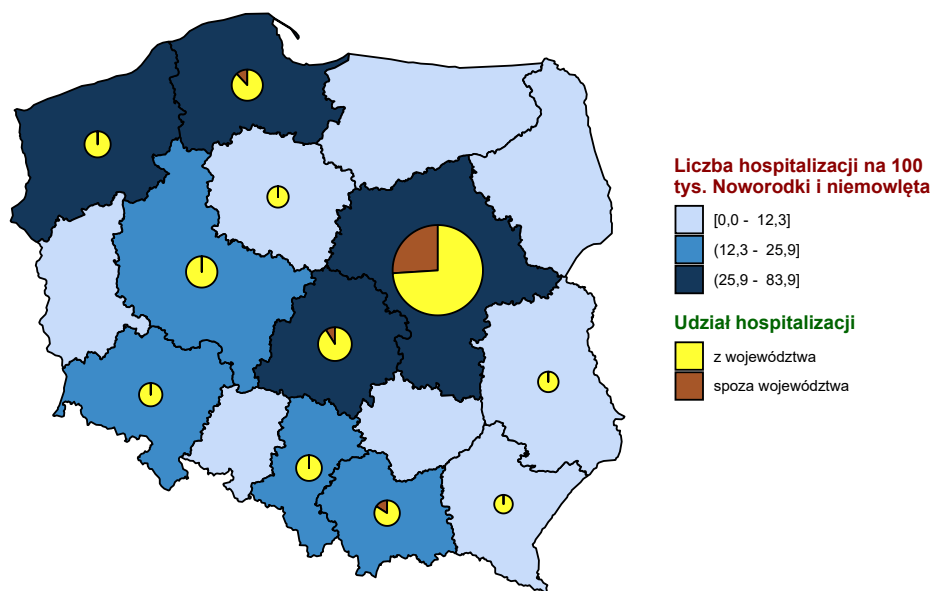 Liczba hospitalizacji na 100
tys. Noworodki i niemowlęta
[0,0 - 12,3]
(12,3 - 25,9]
(25,9 - 83,9]
Udział hospitalizacji
z województwa
spoza województwa